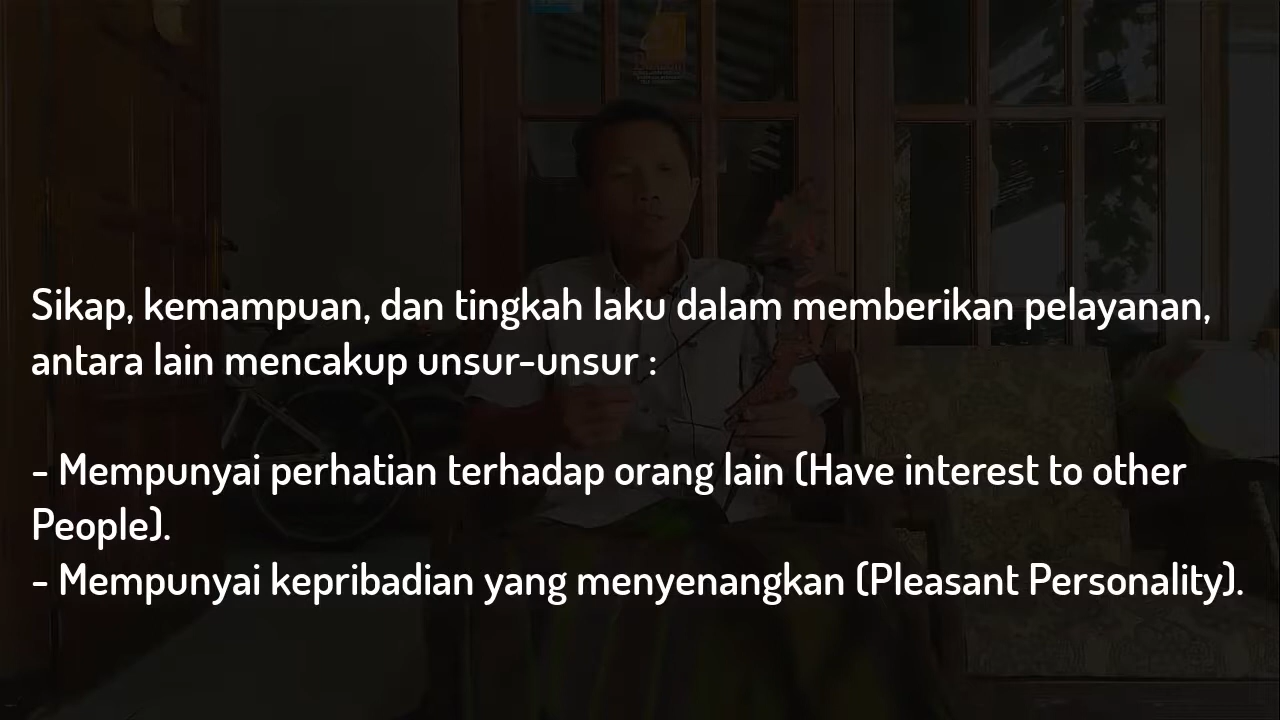 Sikap, kemampuan, dan tingkah laku dalam memberikan pelayanan,
antara lain mencakup unsur-unsur :
- Mempunyai perhatian terhadap orang lain (Have interest to other
People).
- Mempunyai kepribadian yang menyenangkan (Pleasant Personality).